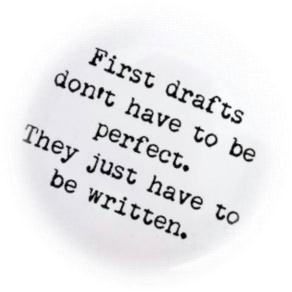 First drafts
don't have to be
perfect.
They just have to
be written.